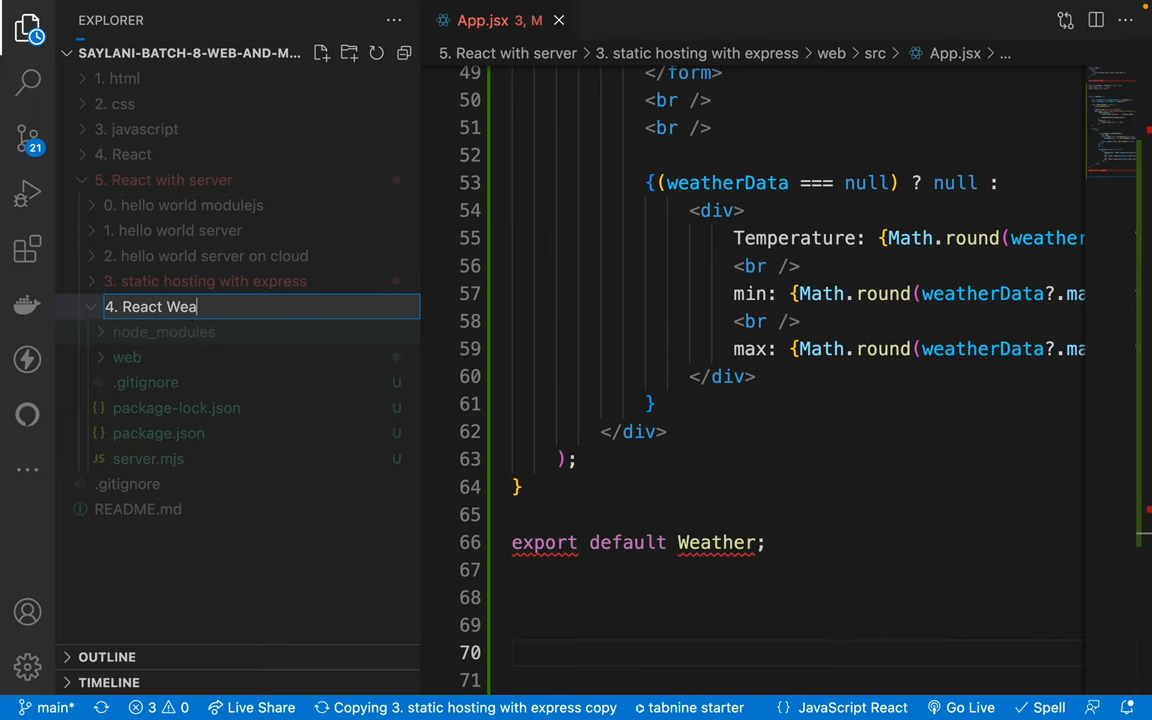 EXPLORER
App.jsx 3, M
SAYLANI-BATCH-8-WEB-AND-M...
5. React with server > 3. static hosting with express > web > src > App.jsx > ...
1. html
2. css
3. javascript
4. React
5. React with server
0. hello world modulejs
1. hello world server
2. hello world server on cloud
3. static hosting with express
4. React Wea
node_modules
web
.gitignore U
package-lock.json U
package.json U
JS server.mjs U
.gitignore
README.md
OUTLINE
TIMELINE
21
49 </form>
50 <br />
51 <br />
52
53 {(weatherData === null) ? null :
54 <div>
55 Temperature: {Math.round(weather
56 <br />
57 min: {Math.round(weatherData?.ma
58 <br />
59 max: {Math.round(weatherData?.ma
60 </div>
61 }
62 </div>
63 );
64 }
65
66 export default Weather;
67
68
69
70
71
main* 3 0 Live Share Copying 3. static hosting with express copy tabnine starter {} JavaScript React Go Live Spell